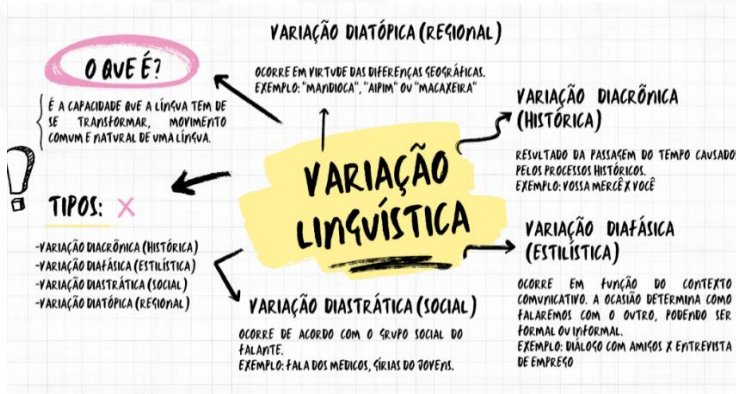 VARIAÇÃO DIATÓPICA (REGIONAL)
OCORRE EM VIRTUDE DAS DIFERENÇAS GEOGRÁFICAS.
EXEMPLO: "MANDIOCA", "AIPIM" OU "MACAXEIRA"
O QUE É?
É A CAPACIDADE QUE A LÍNGUA TEM DE
SE TRANSFORMAR, MOVIMENTO
COMUM E NATURAL DE UMA LÍNGUA.
VARIAÇÃO DIACRÔNICA
(HISTÓRICA)
RESULTADO DA PASSAGEM DO TEMPO CAUSADOS
PELOS PROCESSOS HISTÓRICOS.
EXEMPLO: VOSSA MERCÊ X VOCÊ
VARIAÇÃO
LINGUÍSTICA
TIPOS:
-VARIAÇÃO DIACRÔNICA (HISTÓRICA)
-VARIAÇÃO DIAFÁSICA (ESTILÍSTICA)
-VARIAÇÃO DIASTRÁTICA (SOCIAL)
-VARIAÇÃO DIATÓPICA (REGIONAL)
VARIAÇÃO DIASTRÁTICA (SOCIAL)
OCORRE DE ACORDO COM O GRUPO SOCIAL DO
FALANTE.
EXEMPLO: FALA DOS MEDICOS, GÍRIAS DO JOVENS.
VARIAÇÃO DIAFÁSICA
(ESTILÍSTICA)
OCORRE EM FUNÇÃO DO CONTEXTO
COMUNICATIVO. A OCASIÃO DETERMINA COMO
FALAREMOS COM O OUTRO, PODENDO SER
FORMAL OU INFORMAL.
EXEMPLO: DIÁLOGO COM AMIGOS X ENTREVISTA
DE EMPREGO